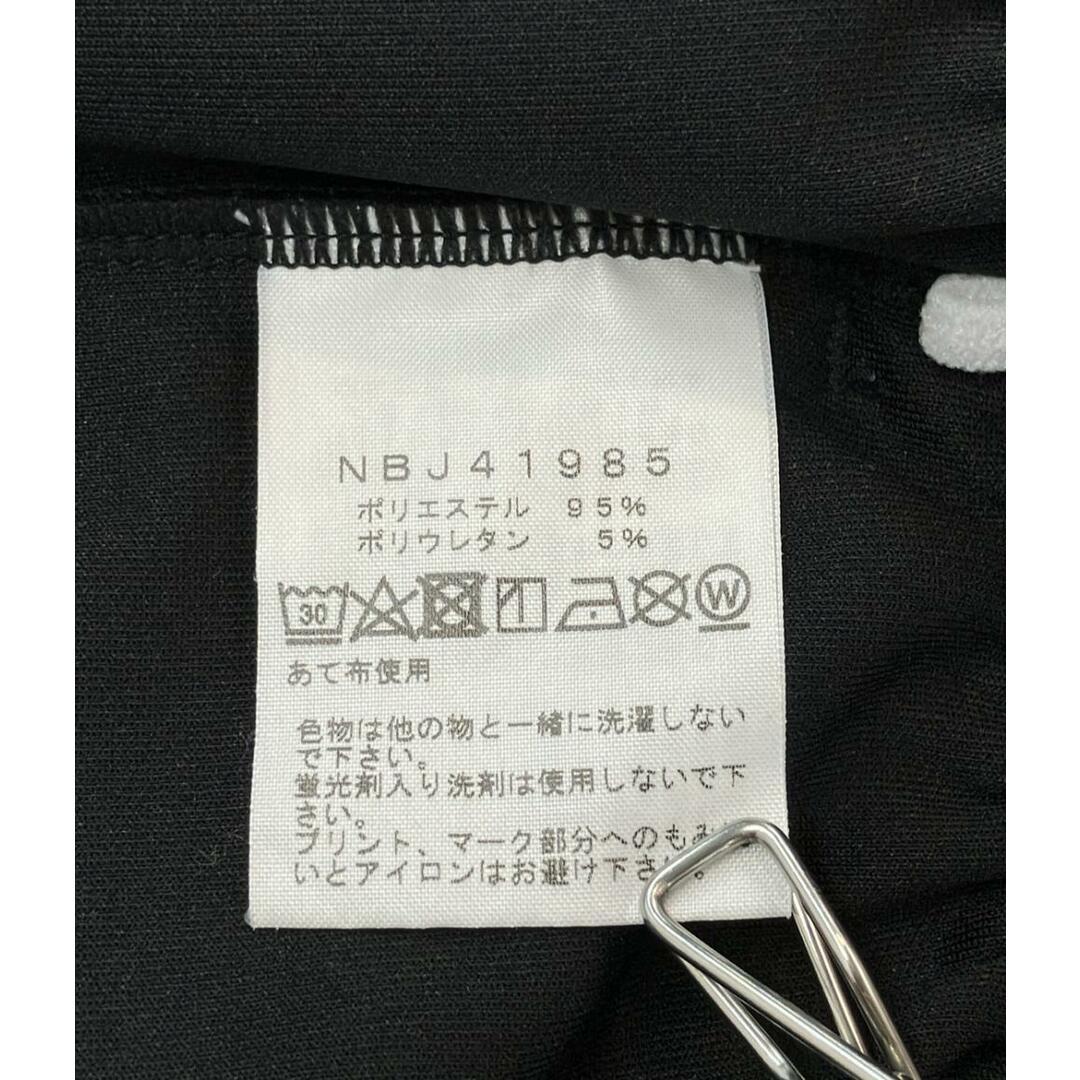 NBJ41985
ポリエステル 95%
ポリウレタン 5%
30 W
あて布使用
色物は他の物と一緒に洗濯しない
で下さい。
蛍光剤入り洗剤は使用しないで下
さい。
プリント、マーク部分へのもみ
いとアイロンはお避け下さい。